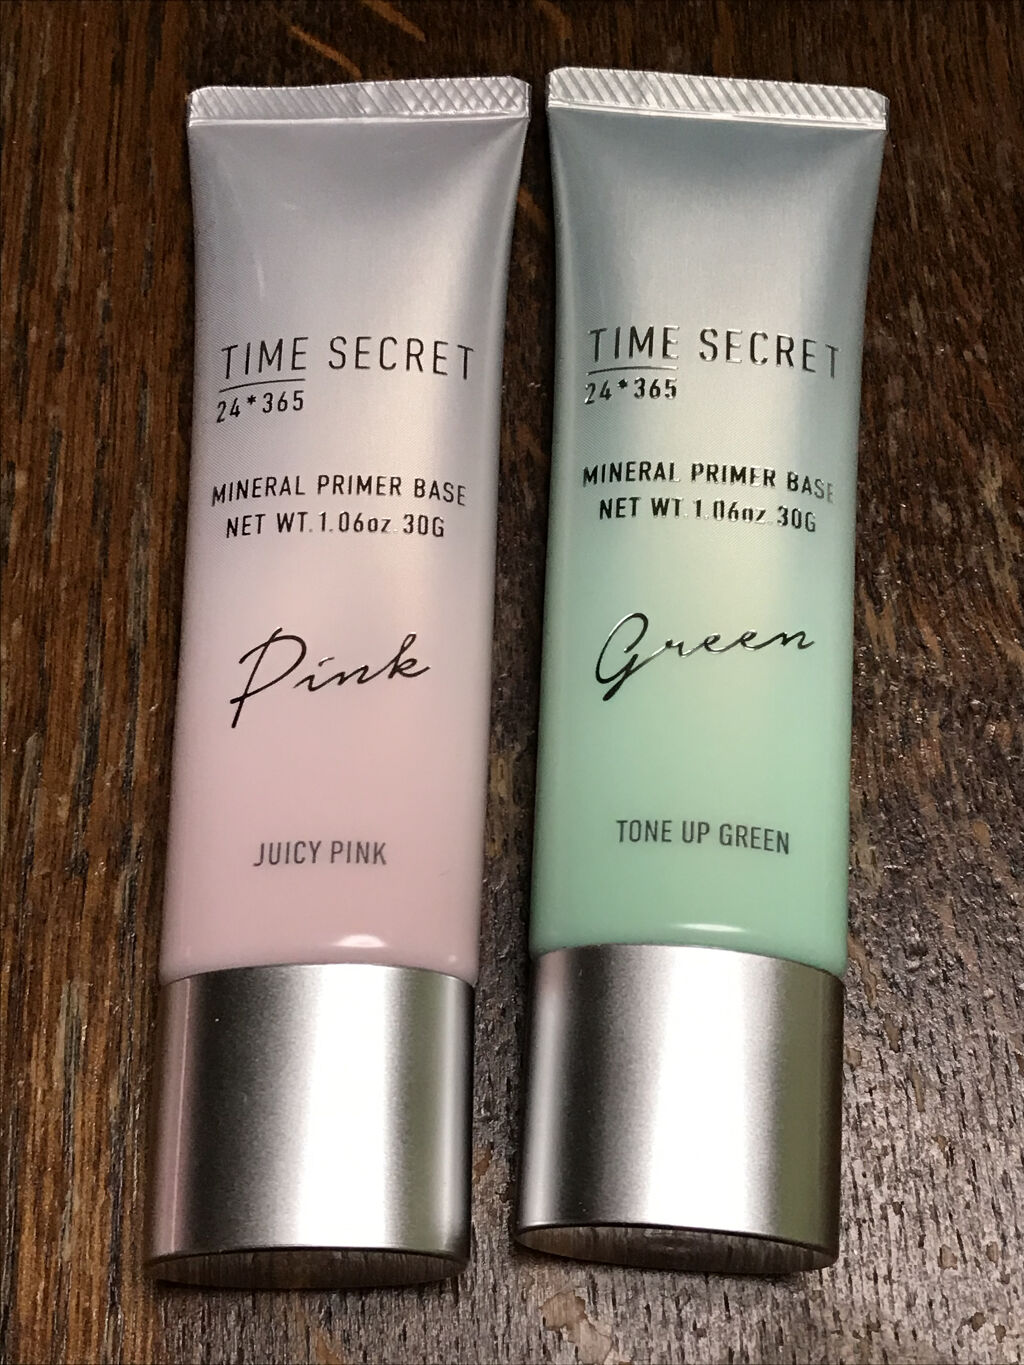 TIME SECRET
24*365
MINERAL PRIMER BASE
NET WT.1.06oz.30G
Pink
JUICY PINK
TIME SECRET
24*365
MINERAL PRIMER BASE
NET WT.1.06oz.30G
Green
TONE UP GREEN